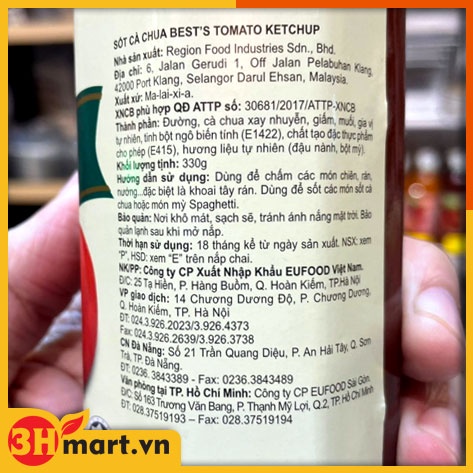 SỐT CÀ CHUA BEST'S TOMATO KETCHUP
Nhà sản xuất: Region Food Industries Sdn., Bhd.
Địa chỉ: 6, Jalan Gerudi 1, Off Jalan Pelabuhan Klang,
42000 Port Klang, Selangor Darul Ehsan, Malaysia.
Xuất xứ: Ma-lai-xi-a.
XNCB phù hợp QĐ ATTP số: 30681/2017/ATTP-XNCB
Thành phần: Đường, cà chua xay nhuyễn, giấm, muối, gia vị
tự nhiên, tinh bột ngô biến tính (E1422), chất tạo đặc thực phẩm
cho phép (E415), hương liệu tự nhiên (đậu nành, bột mỳ).
Khối lượng tịnh: 330g
Hướng dẫn sử dụng: Dùng để chấm các món chiên, rán,
nướng...đặc biệt là khoai tây rán. Dùng để sốt các món sốt cà
chua hoặc món mỳ Spaghetti.
Bảo quản: Nơi khô mát, sạch sẽ, tránh ánh nắng mặt trời. Bảo
quản lạnh sau khi mở nắp.
Thời hạn sử dụng: 18 tháng kể từ ngày sản xuất. NSX: xem
"P", HSD: xem "E" trên nắp chai.
NK/PP: Công ty CP Xuất Nhập Khẩu EUFOOD Việt Nam.
Đ/C: 25 Tạ Hiền, P. Hàng Buồm, Q. Hoàn Kiếm, TP.Hà Nội
VP giao dịch: 14 Chương Dương Độ, P. Chương Dương,
Q. Hoàn Kiếm, TP. Hà Nội
ĐT: 024.3.926.2023/3.926.4373
Fax: 024.3.926.2639/3.926.2738
CN Đà Nẵng: Số 21 Trần Quang Diệu, P. An Hải Tây, Q. Sơn
Trà, TP. Đà Nẵng.
ĐT: 0236.3843389 - Fax: 0236.3843489
Văn phòng tại TP. Hồ Chí Minh: Công ty CP EUFOOD Sài Gòn.
Đ/C: Số 163 Trương Văn Bang, P. Thạnh Mỹ Lợi, Q.2, TP. Hồ Chí Minh
ĐT: 028.37519193 - Fax: 028.37519194
3Hmart.vn